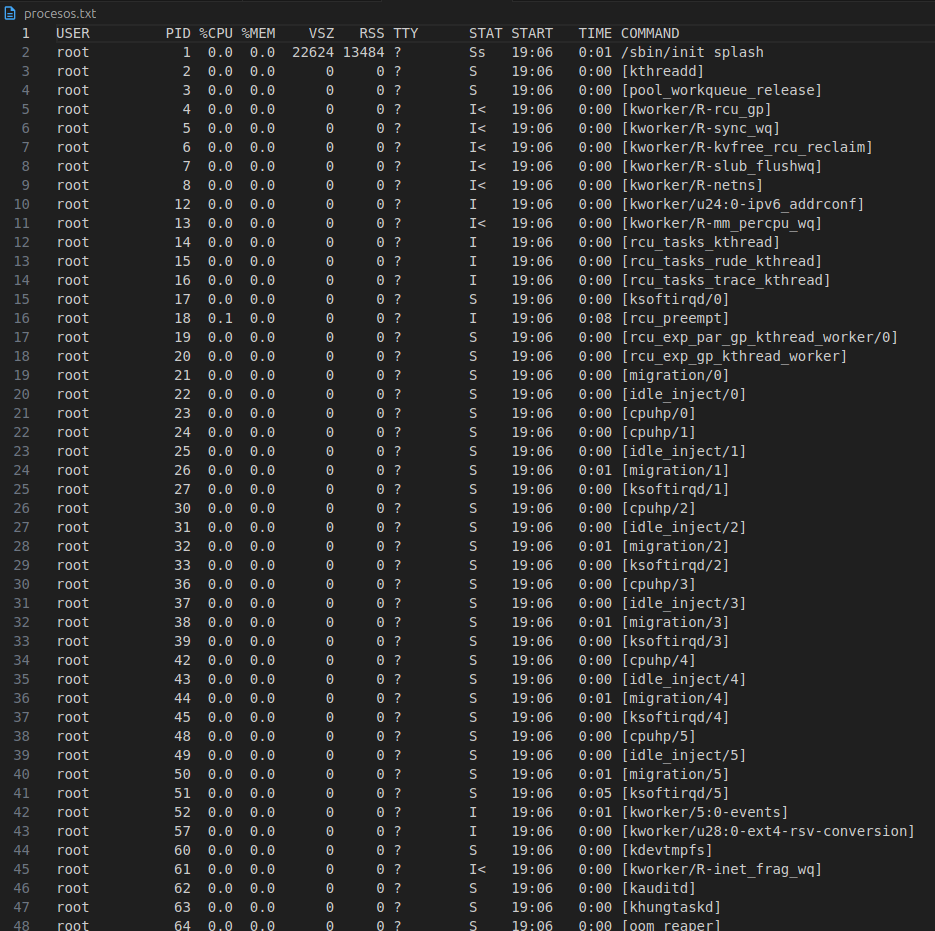 procesos.txt
1 USER PID %CPU %MEM VSZ RSS TTY STAT START TIME COMMAND
2 root 1 0.0 0.0 22624 13484 ? Ss 19:06 0:01 /sbin/init splash
3 root 2 0.0 0.0 0 0 ? S 19:06 0:00 [kthreadd]
4 root 3 0.0 0.0 0 0 ? S 19:06 0:00 [pool_workqueue_release]
5 root 4 0.0 0.0 0 0 ? I< 19:06 0:00 [kworker/R-rcu_gp]
6 root 5 0.0 0.0 0 0 ? I< 19:06 0:00 [kworker/R-sync_wq]
7 root 6 0.0 0.0 0 0 ? I< 19:06 0:00 [kworker/R-kvfree_rcu_reclaim]
8 root 7 0.0 0.0 0 0 ? I< 19:06 0:00 [kworker/R-slub_flushwq]
9 root 8 0.0 0.0 0 0 ? I< 19:06 0:00 [kworker/R-netns]
10 root 12 0.0 0.0 0 0 ? I 19:06 0:00 [kworker/u24:0-ipv6_addrconf]
11 root 13 0.0 0.0 0 0 ? I< 19:06 0:00 [kworker/R-mm_percpu_wq]
12 root 14 0.0 0.0 0 0 ? I 19:06 0:00 [rcu_tasks_kthread]
13 root 15 0.0 0.0 0 0 ? I 19:06 0:00 [rcu_tasks_rude_kthread]
14 root 16 0.0 0.0 0 0 ? I 19:06 0:00 [rcu_tasks_trace_kthread]
15 root 17 0.0 0.0 0 0 ? S 19:06 0:00 [ksoftirqd/0]
16 root 18 0.1 0.0 0 0 ? I 19:06 0:08 [rcu_preempt]
17 root 19 0.0 0.0 0 0 ? S 19:06 0:00 [rcu_exp_par_gp_kthread_worker/0]
18 root 20 0.0 0.0 0 0 ? S 19:06 0:00 [rcu_exp_gp_kthread_worker]
19 root 21 0.0 0.0 0 0 ? S 19:06 0:00 [migration/0]
20 root 22 0.0 0.0 0 0 ? S 19:06 0:00 [idle_inject/0]
21 root 23 0.0 0.0 0 0 ? S 19:06 0:00 [cpuhp/0]
22 root 24 0.0 0.0 0 0 ? S 19:06 0:00 [cpuhp/1]
23 root 25 0.0 0.0 0 0 ? S 19:06 0:00 [idle_inject/1]
24 root 26 0.0 0.0 0 0 ? S 19:06 0:01 [migration/1]
25 root 27 0.0 0.0 0 0 ? S 19:06 0:00 [ksoftirqd/1]
26 root 30 0.0 0.0 0 0 ? S 19:06 0:00 [cpuhp/2]
27 root 31 0.0 0.0 0 0 ? S 19:06 0:00 [idle_inject/2]
28 root 32 0.0 0.0 0 0 ? S 19:06 0:01 [migration/2]
29 root 33 0.0 0.0 0 0 ? S 19:06 0:00 [ksoftirqd/2]
30 root 36 0.0 0.0 0 0 ? S 19:06 0:00 [cpuhp/3]
31 root 37 0.0 0.0 0 0 ? S 19:06 0:00 [idle_inject/3]
32 root 38 0.0 0.0 0 0 ? S 19:06 0:01 [migration/3]
33 root 39 0.0 0.0 0 0 ? S 19:06 0:00 [ksoftirqd/3]
34 root 42 0.0 0.0 0 0 ? S 19:06 0:00 [cpuhp/4]
35 root 43 0.0 0.0 0 0 ? S 19:06 0:00 [idle_inject/4]
36 root 44 0.0 0.0 0 0 ? S 19:06 0:01 [migration/4]
37 root 45 0.0 0.0 0 0 ? S 19:06 0:00 [ksoftirqd/4]
38 root 48 0.0 0.0 0 0 ? S 19:06 0:00 [cpuhp/5]
39 root 49 0.0 0.0 0 0 ? S 19:06 0:00 [idle_inject/5]
40 root 50 0.0 0.0 0 0 ? S 19:06 0:01 [migration/5]
41 root 51 0.0 0.0 0 0 ? S 19:06 0:05 [ksoftirqd/5]
42 root 52 0.0 0.0 0 0 ? I 19:06 0:01 [kworker/5:0-events]
43 root 57 0.0 0.0 0 0 ? I 19:06 0:00 [kworker/u28:0-ext4-rsv-conversion]
44 root 60 0.0 0.0 0 0 ? S 19:06 0:00 [kdevtmpfs]
45 root 61 0.0 0.0 0 0 ? I< 19:06 0:00 [kworker/R-inet_frag_wq]
46 root 62 0.0 0.0 0 0 ? S 19:06 0:00 [kauditd]
47 root 63 0.0 0.0 0 0 ? S 19:06 0:00 [khungtaskd]
48 root 64 0.0 0.0 0 0 ? S 19:06 0:00 [oom_reaper]